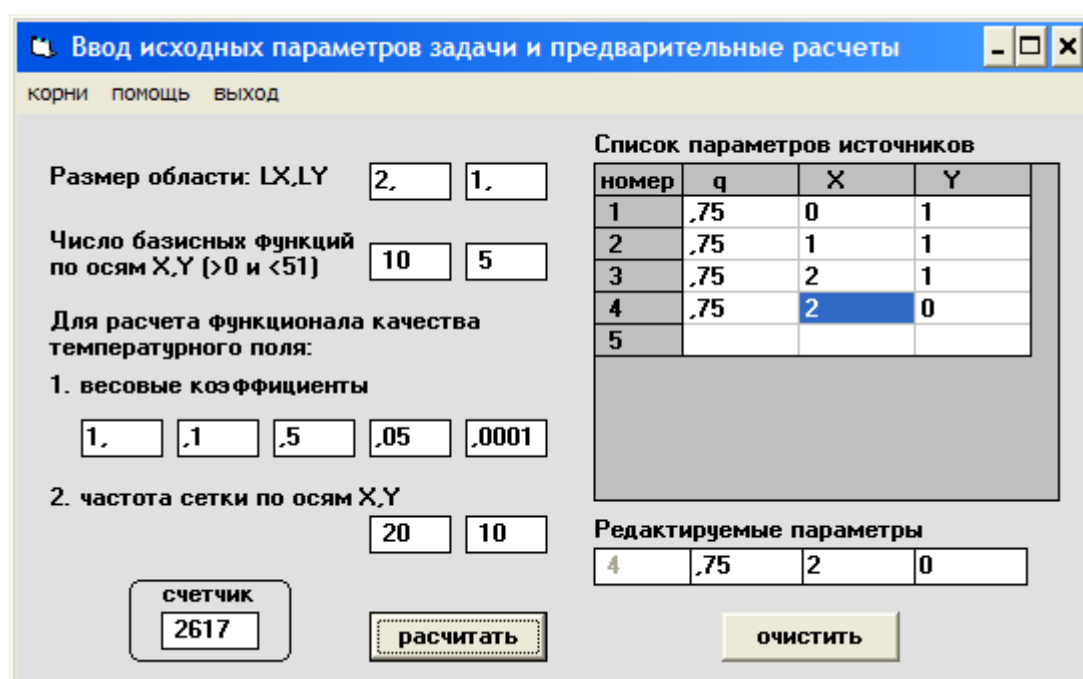 Ввод исходных параметров задачи и предварительные расчеты
корни помощь выход
Размер области: LX,LY 2, 1,
Число базисных функций
по осям X,Y (>0 и <51) 10 5
Для расчета функционала качества
температурного поля:
1. весовые коэффициенты
1, ,1 ,5 ,05 ,0001
2. частота сетки по осям X,Y
20 10
счетчик
2617
расчитать
Список параметров источников
номер q X Y
1 ,75 0 1
2 ,75 1 1
3 ,75 2 1
4 ,75 2 0
5
Редактируемые параметры
4 ,75 2 0
очистить